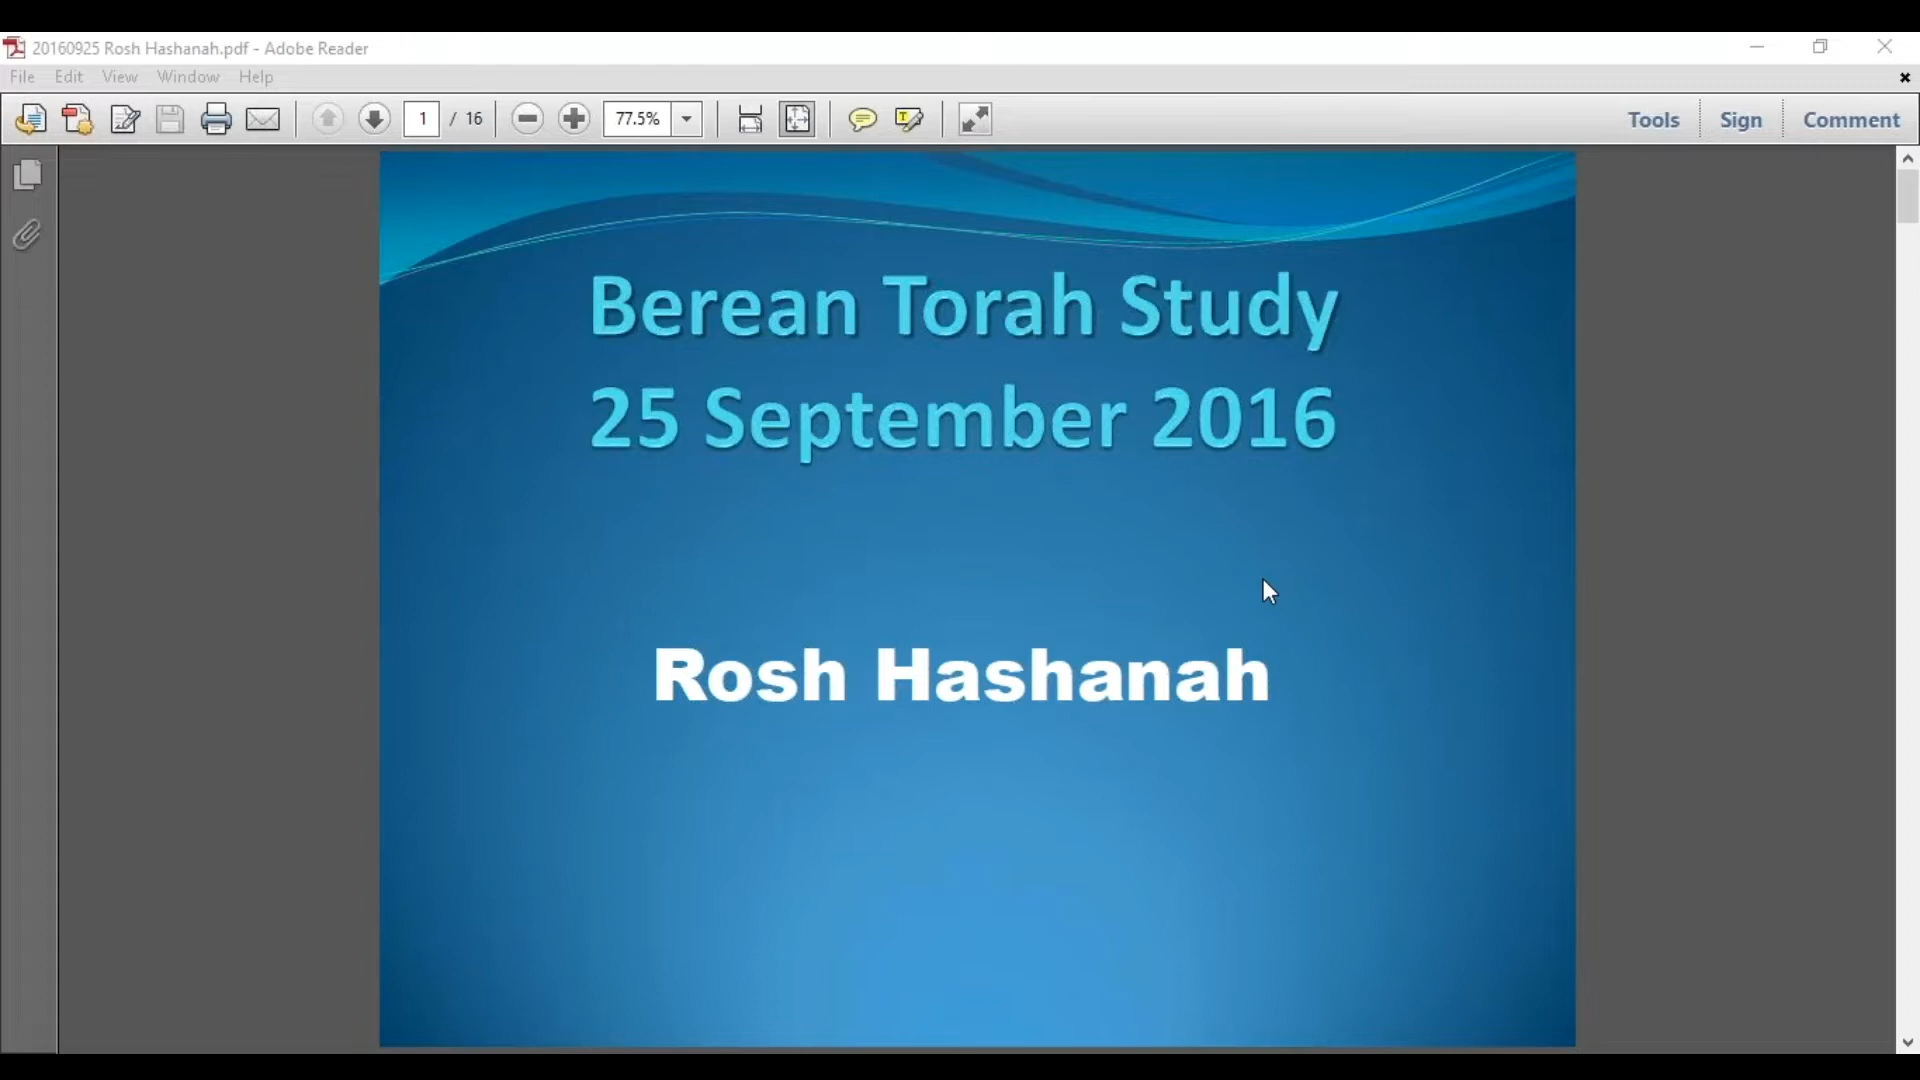 20160925 Rosh Hashanah.pdf - Adobe Reader
File Edit View Window Help
1 / 16 77.5% Tools Sign Comment
Berean Torah Study
25 September 2016
Rosh Hashanah